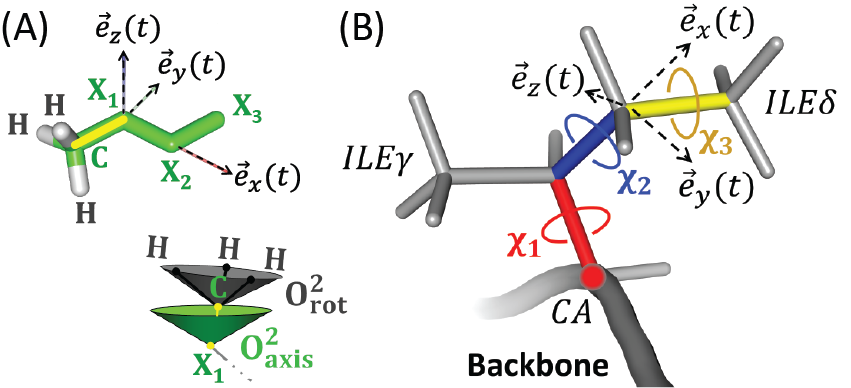 (A)
e⃗z(t)
e⃗y(t)
X1
X3
H
H
C
X2
e⃗x(t)
H
H H H
C
O²rot
O²axis
X1
(B)
e⃗x(t)
e⃗z(t)
ILEδ
ILEγ
χ3
χ2
e⃗y(t)
χ1
CA
Backbone